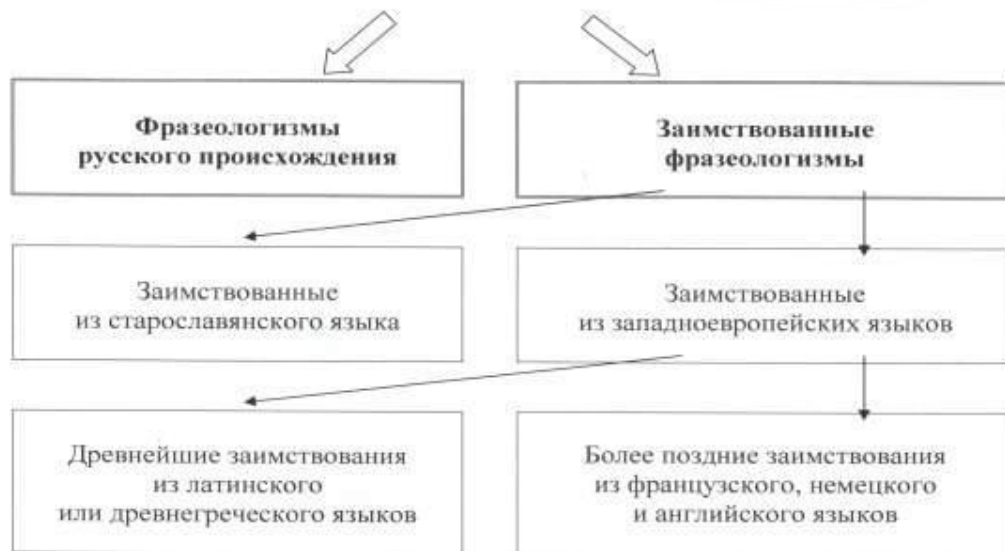 Фразеологизмы
русского происхождения
Заимствованные
фразеологизмы
Заимствованные
из старославянского языка
Заимствованные
из западноевропейских языков
Древнейшие заимствования
из латинского
или древнегреческого языков
Более поздние заимствования
из французского, немецкого
и английского языков